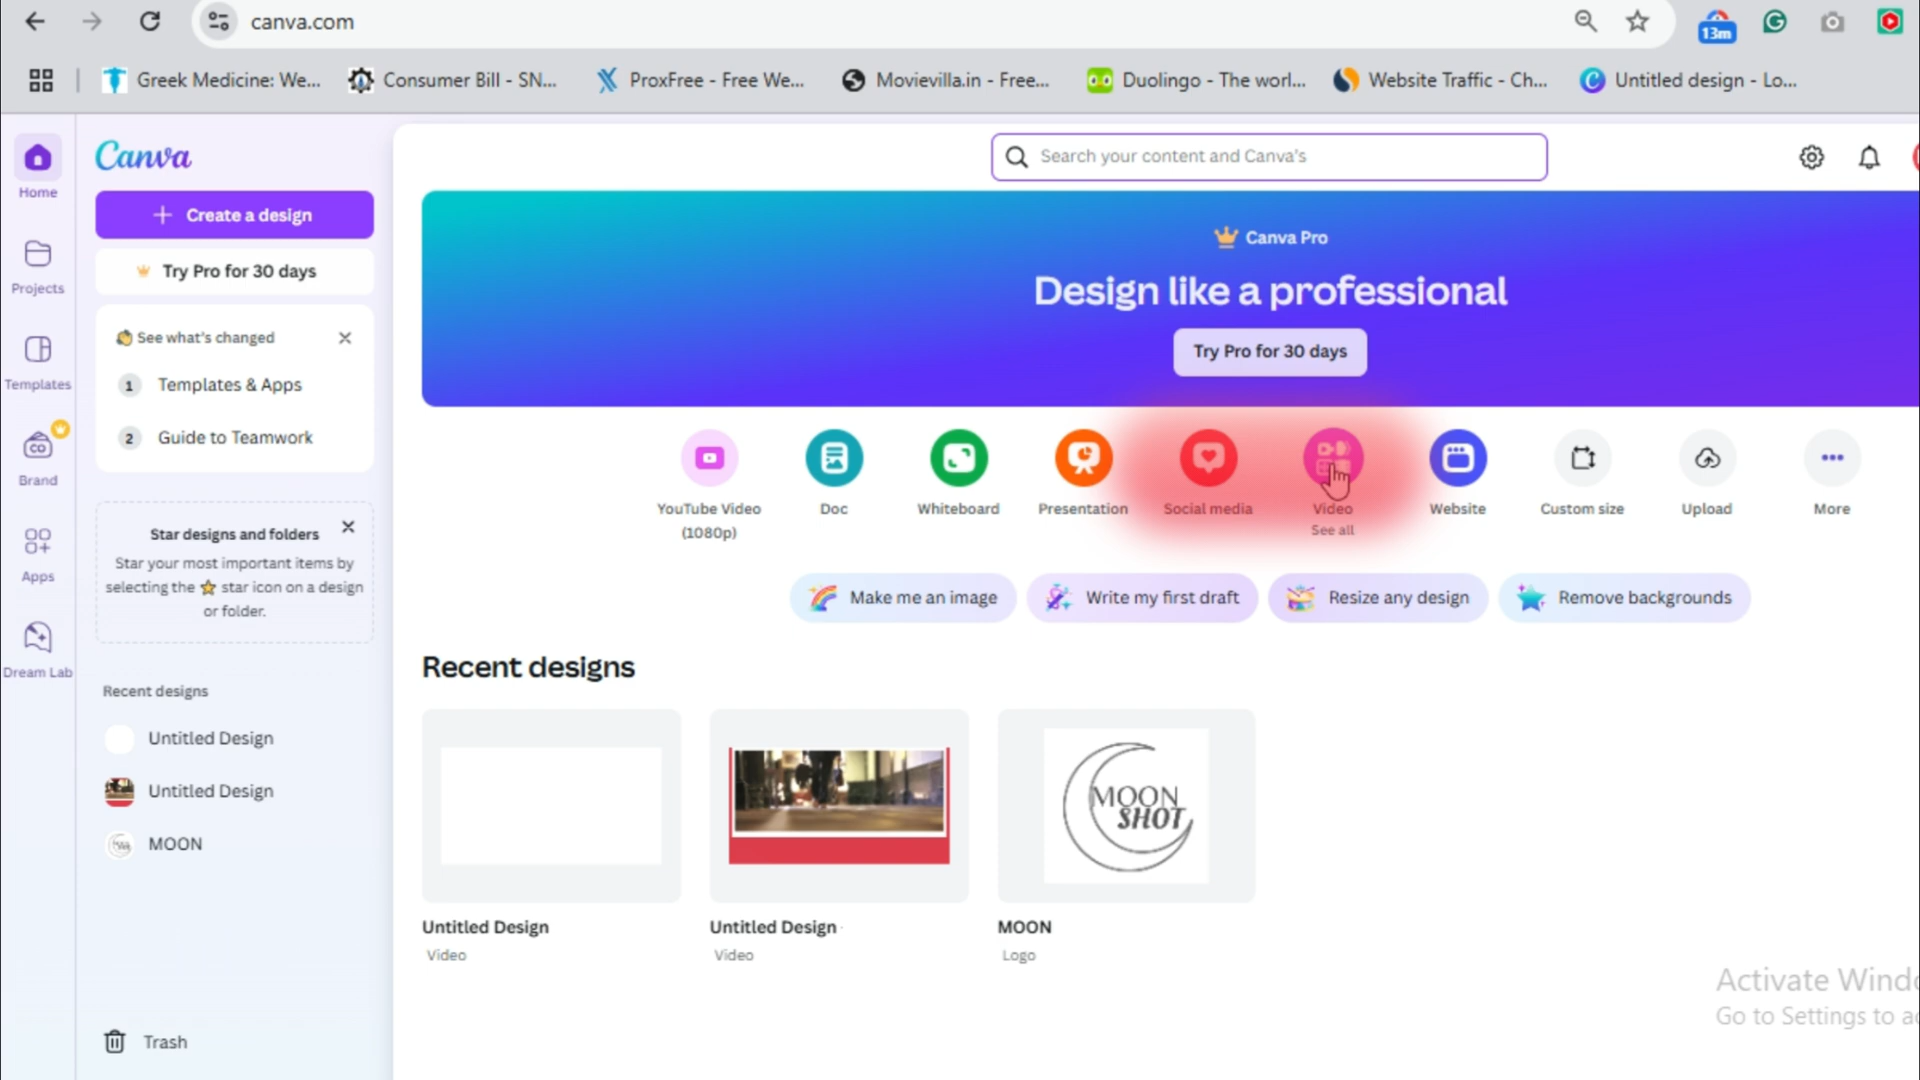 canva.com
13m
Greek Medicine: We...
Consumer Bill - SN...
ProxFree - Free We...
Movievilla.in - Free...
Duolingo - The worl...
Website Traffic - Ch...
Untitled design - Lo...
Home
Projects
Templates
CO
Brand
Apps
Dream Lab
Canva
Create a design
Try Pro for 30 days
See what's changed
1 Templates & Apps
2 Guide to Teamwork
Star designs and folders
Star your most important items by
selecting the star icon on a design
or folder.
Recent designs
Untitled Design
Untitled Design
MOON
Trash
Search your content and Canva's
Canva Pro
Design like a professional
Try Pro for 30 days
YouTube Video
(1080p)
Doc
Whiteboard
Presentation
Social media
Video
See all
Website
Custom size
Upload
More
Make me an image
Write my first draft
Resize any design
Remove backgrounds
Recent designs
MOON
SHOT
Untitled Design
Video
Untitled Design
Video
MOON
Logo
Activate Windo
Go to Settings to ac